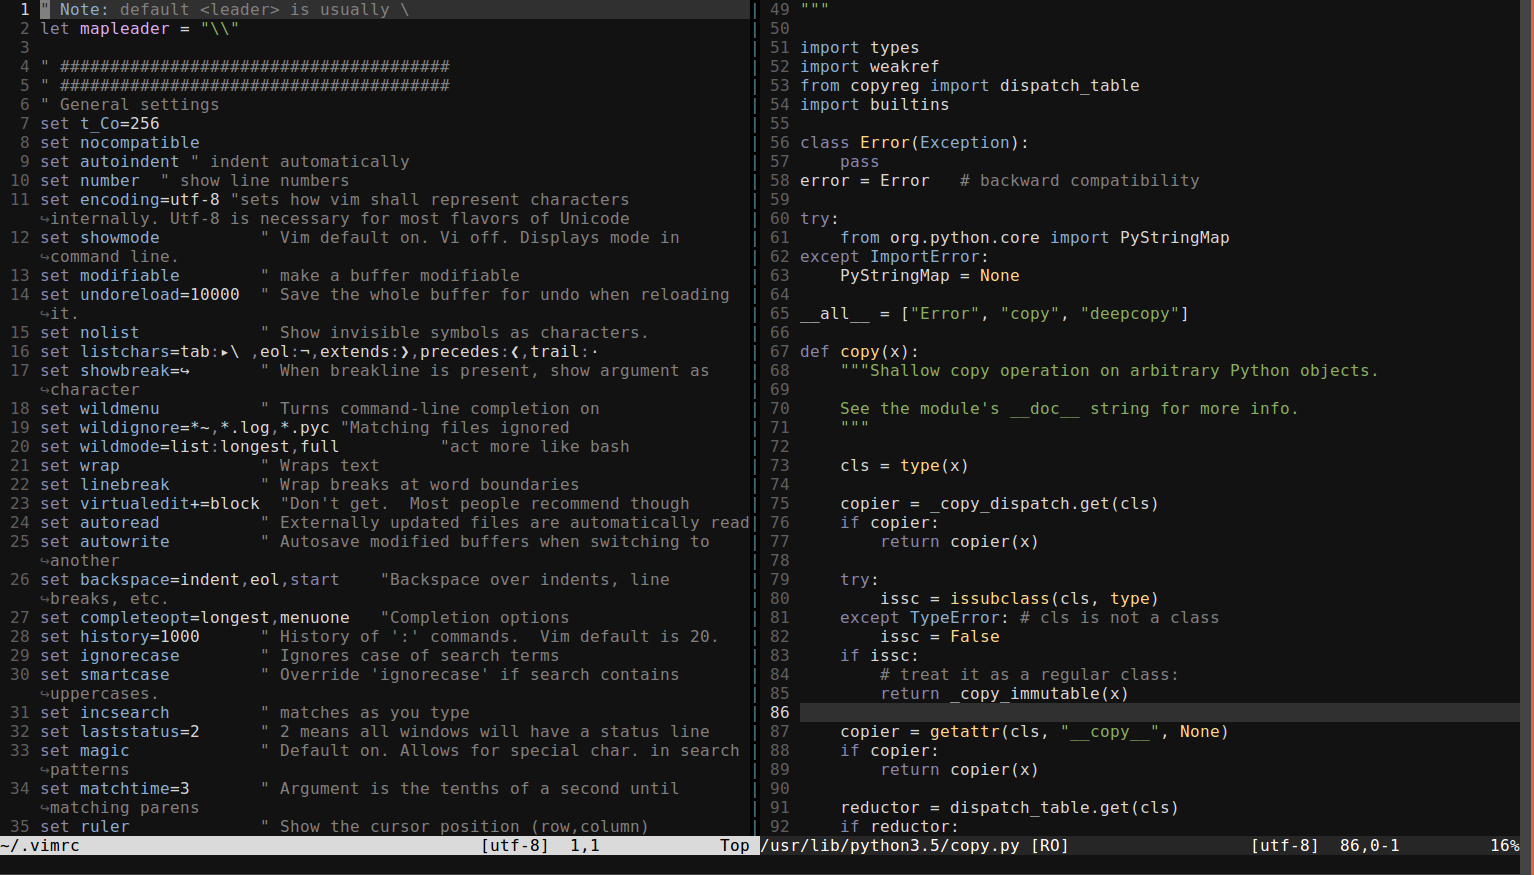 1 " Note: default <leader> is usually \
2 let mapleader = "\\"
3
4 " #######################################
5 " #######################################
6 " General settings
7 set t_Co=256
8 set nocompatible
9 set autoindent " indent automatically
10 set number  " show line numbers
11 set encoding=utf-8 "sets how vim shall represent characters
↪internally. Utf-8 is necessary for most flavors of Unicode
12 set showmode          " Vim default on. Vi off. Displays mode in
↪command line.
13 set modifiable        " make a buffer modifiable
14 set undoreload=10000  " Save the whole buffer for undo when reloading
↪it.
15 set nolist            " Show invisible symbols as characters.
16 set listchars=tab:▸\ ,eol:¬,extends:❯,precedes:❮,trail:·
17 set showbreak=↪       " When breakline is present, show argument as
↪character
18 set wildmenu          " Turns command-line completion on
19 set wildignore=*~,*.log,*.pyc "Matching files ignored
20 set wildmode=list:longest,full          "act more like bash
21 set wrap              " Wraps text
22 set linebreak         " Wrap breaks at word boundaries
23 set virtualedit+=block  "Don't get.  Most people recommend though
24 set autoread          " Externally updated files are automatically read
25 set autowrite         " Autosave modified buffers when switching to
↪another
26 set backspace=indent,eol,start    "Backspace over indents, line
↪breaks, etc.
27 set completeopt=longest,menuone   "Completion options
28 set history=1000      " History of ':' commands.  Vim default is 20.
29 set ignorecase        " Ignores case of search terms
30 set smartcase         " Override 'ignorecase' if search contains
↪uppercases.
31 set incsearch         " matches as you type
32 set laststatus=2      " 2 means all windows will have a status line
33 set magic             " Default on. Allows for special char. in search
↪patterns
34 set matchtime=3       " Argument is the tenths of a second until
↪matching parens
35 set ruler             " Show the cursor position (row,column)
~/.vimrc [utf-8] 1,1 Top
49 """
50
51 import types
52 import weakref
53 from copyreg import dispatch_table
54 import builtins
55
56 class Error(Exception):
57     pass
58 error = Error   # backward compatibility
59
60 try:
61     from org.python.core import PyStringMap
62 except ImportError:
63     PyStringMap = None
64
65 __all__ = ["Error", "copy", "deepcopy"]
66
67 def copy(x):
68     """Shallow copy operation on arbitrary Python objects.
69
70     See the module's __doc__ string for more info.
71     """
72
73     cls = type(x)
74
75     copier = _copy_dispatch.get(cls)
76     if copier:
77         return copier(x)
78
79     try:
80         issc = issubclass(cls, type)
81     except TypeError: # cls is not a class
82         issc = False
83     if issc:
84         # treat it as a regular class:
85         return _copy_immutable(x)
86
87     copier = getattr(cls, "__copy__", None)
88     if copier:
89         return copier(x)
90
91     reductor = dispatch_table.get(cls)
92     if reductor:
/usr/lib/python3.5/copy.py [RO] [utf-8] 86,0-1 16%